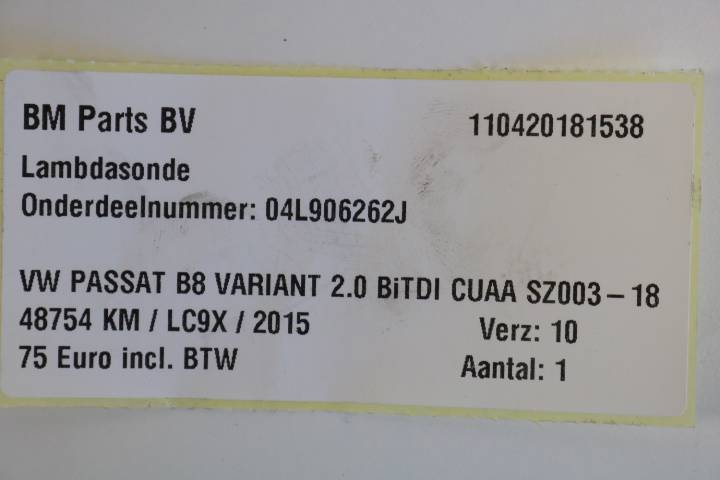 BM Parts BV 110420181538
Lambdasonde
Onderdeelnummer: 04L906262J
VW PASSAT B8 VARIANT 2.0 BiTDI CUAA SZ003-18
48754 KM / LC9X / 2015 Verz: 10
75 Euro incl. BTW Aantal: 1